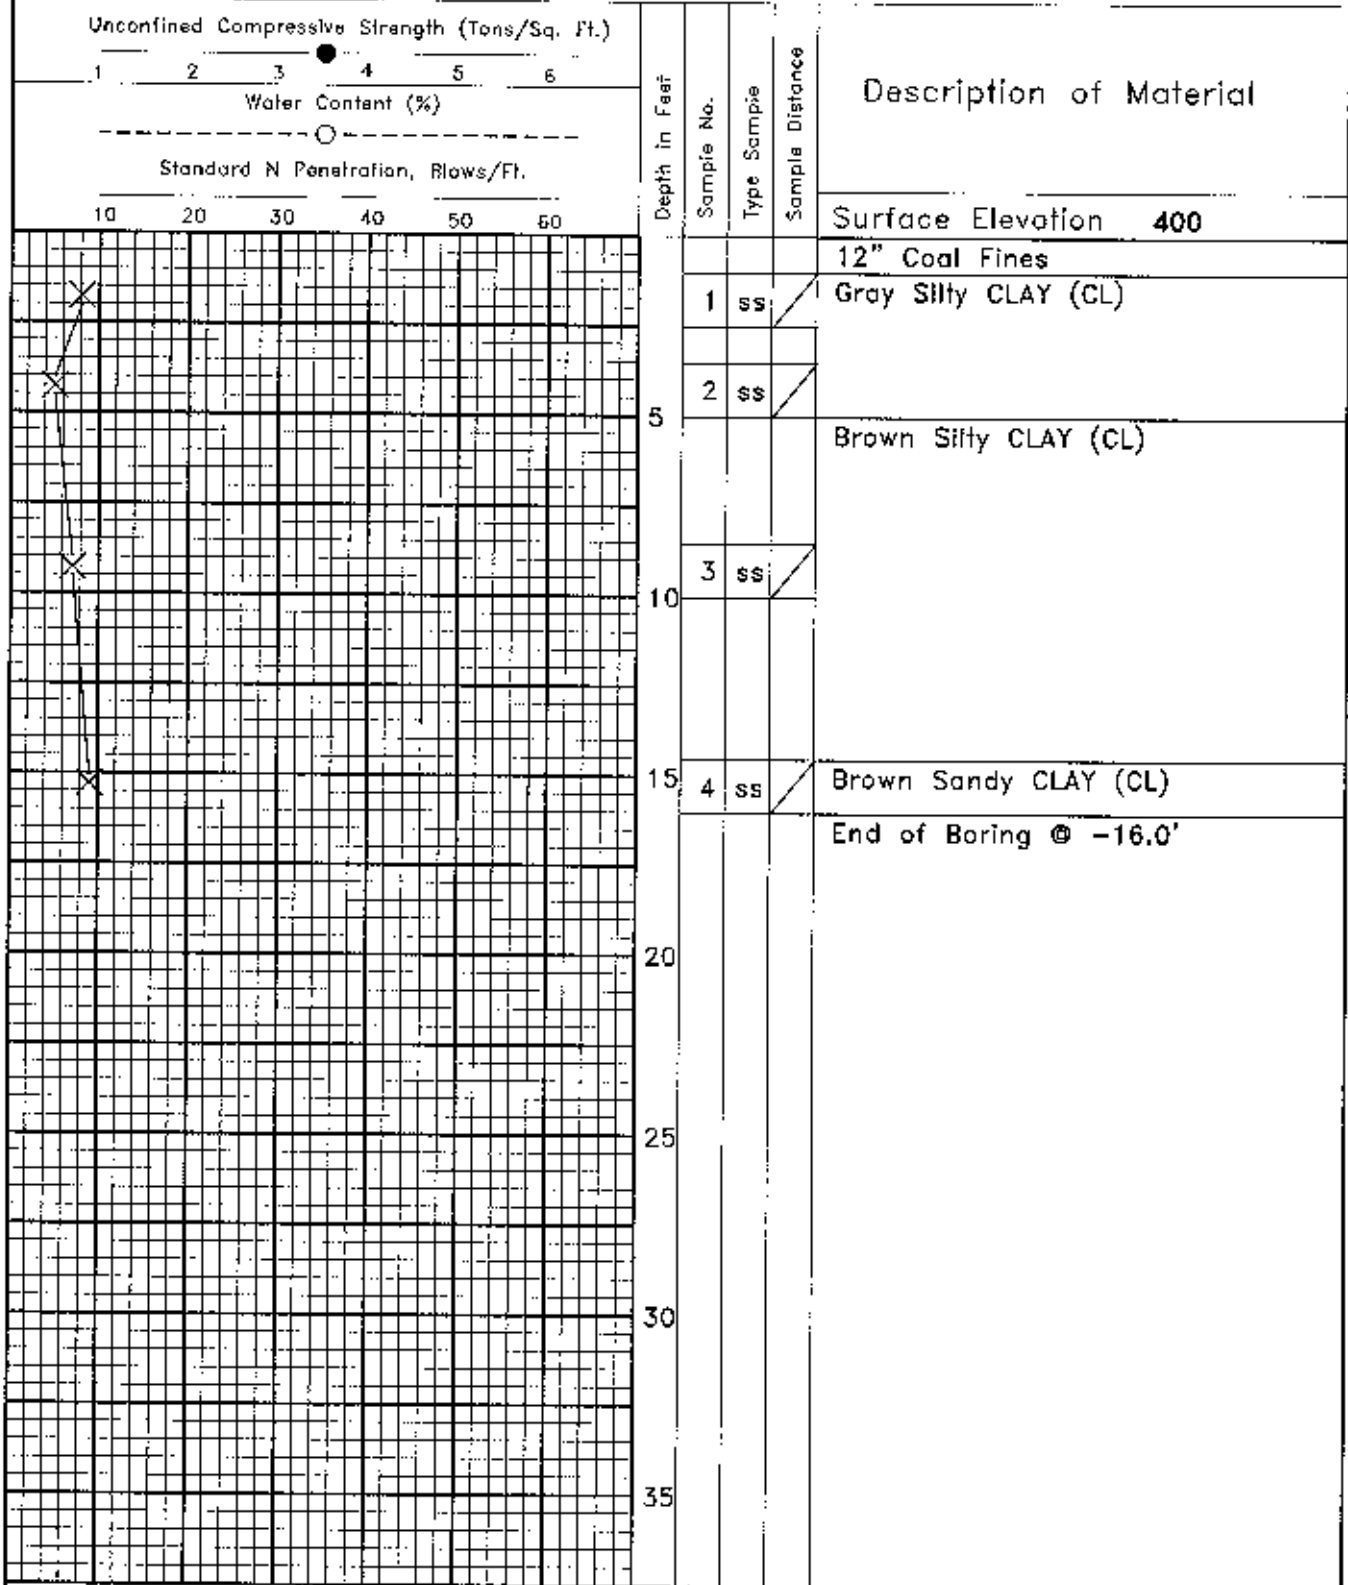 Unconfined Compressive Strength (Tons/Sq. Ft.)
1 2 3 4 5 6
Water Content (%)
Standard N Penetration, Blows/Ft.
10 20 30 40 50 60
Depth in Feet
Sample No.
Type Sample
Sample Distance
Description of Material
Surface Elevation 400
12" Coal Fines
1 ss Gray Silty CLAY (CL)
2 ss
5
Brown Silty CLAY (CL)
3 ss
10
15 4 ss Brown Sandy CLAY (CL)
End of Boring @ -16.0'
20
25
30
35